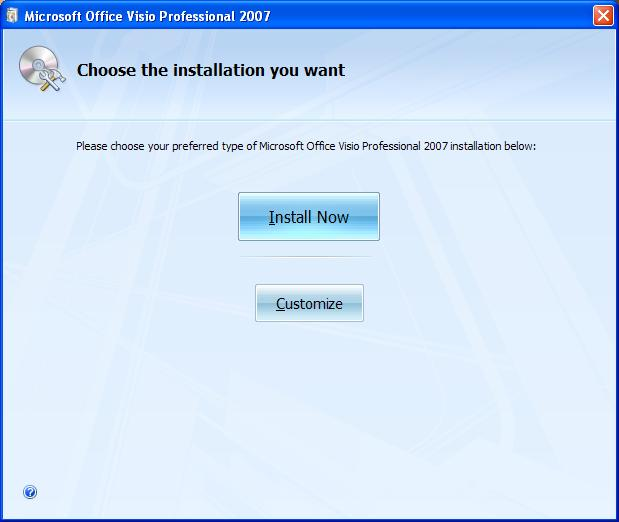 Microsoft Office Visio Professional 2007
Choose the installation you want
Please choose your preferred type of Microsoft Office Visio Professional 2007 installation below:
Install Now
Customize